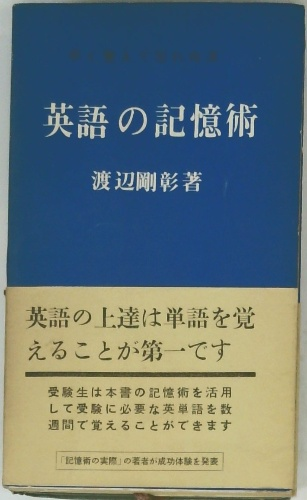 英語の記憶術
渡辺剛彰著
英語の上達は単語を覚
えることが第一です
受験生は本書の記憶術を活用
して受験に必要な英単語を数
週間で覚えることができます
「記憶術の実際」の著者が成功体験を発表